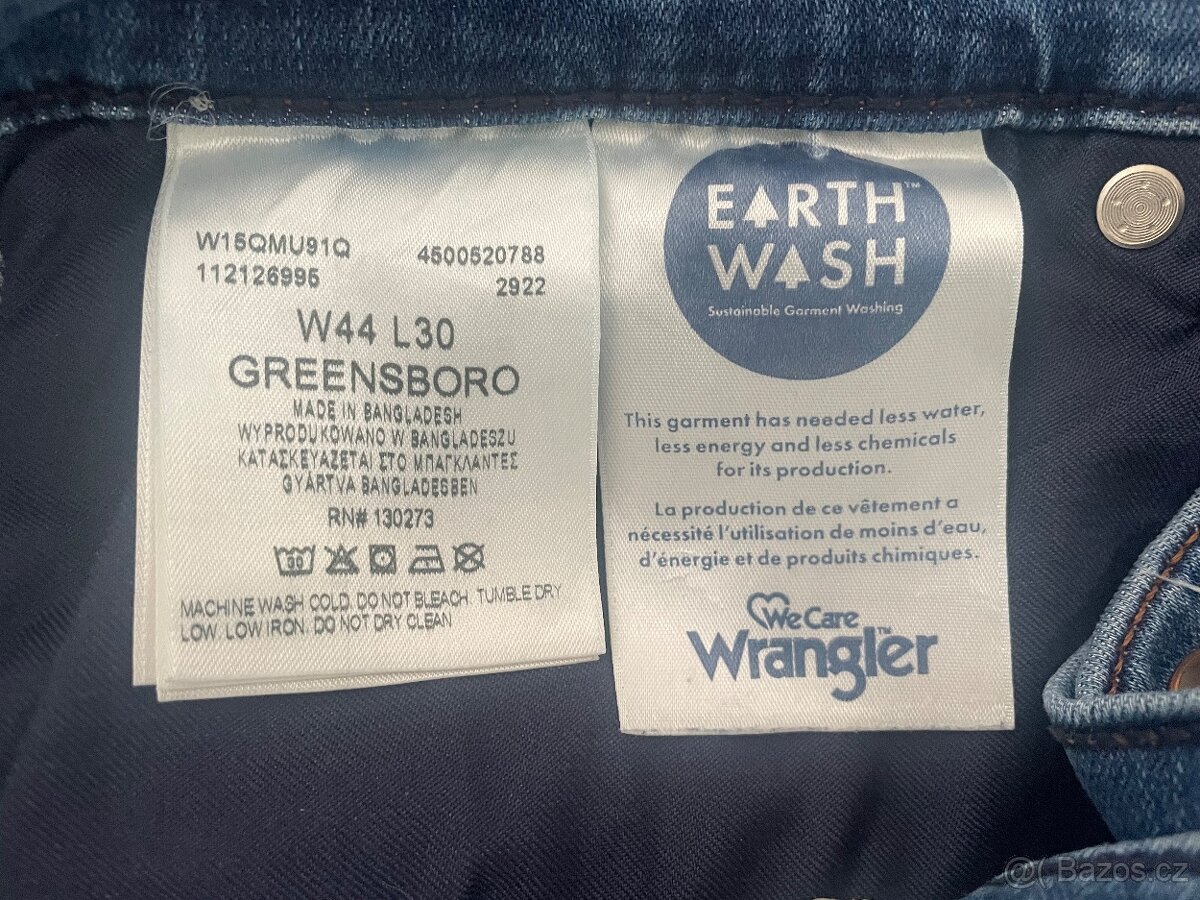 W15QMU91Q 4500520788
112126995 2922
W44 L30
GREENSBORO
MADE IN BANGLADESH
WYPRODUKOWANO W BANGLADESZU
ΚΑΤΑΣΚΕΥΑΖΕΤΑΙ ΣΤΟ ΜΠΑΓΚΛΑΝΤΕΣ
GYÁRTVA BANGLADESBEN
RN# 130273
30
MACHINE WASH COLD. DO NOT BLEACH. TUMBLE DRY
LOW. LOW IRON. DO NOT DRY CLEAN
EARTH™
WASH
Sustainable Garment Washing
This garment has needed less water,
less energy and less chemicals
for its production.
La production de ce vêtement a
nécessité l'utilisation de moins d'eau,
d'énergie et de produits chimiques.
We Care
Wrangler™
@( Bazos.cz